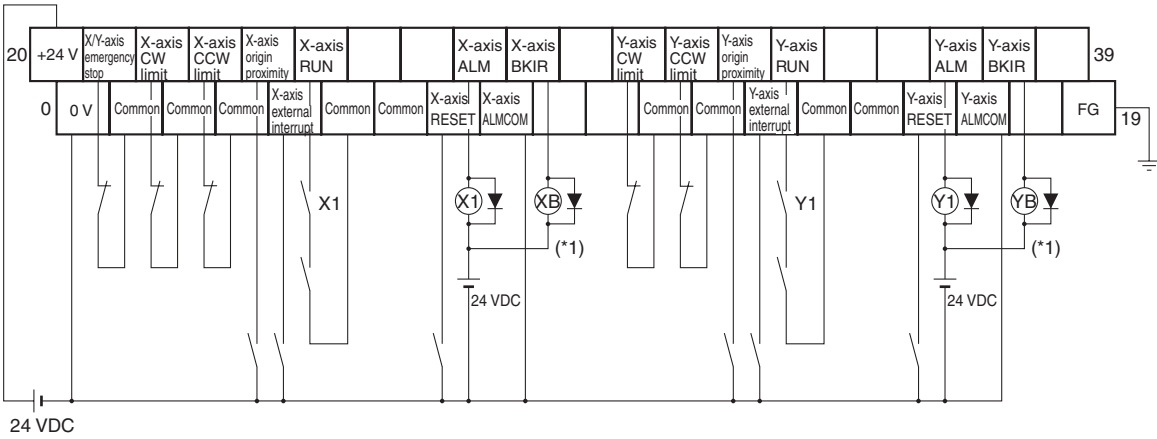 20
+24 V
X/Y-axis
emergency
stop
X-axis
CW
limit
X-axis
CCW
limit
X-axis
origin
proximity
X-axis
RUN
X-axis
ALM
X-axis
BKIR
Y-axis
CW
limit
Y-axis
CCW
limit
Y-axis
origin
proximity
Y-axis
RUN
Y-axis
ALM
Y-axis
BKIR
39
0
0 V
Common
Common
Common
X-axis
external
interrupt
Common
Common
X-axis
RESET
X-axis
ALMCOM
Common
Common
Y-axis
external
interrupt
Common
Common
Y-axis
RESET
Y-axis
ALMCOM
FG
19
X1
X1
XB
(*1)
Y1
Y1
YB
(*1)
24 VDC
24 VDC
24 VDC